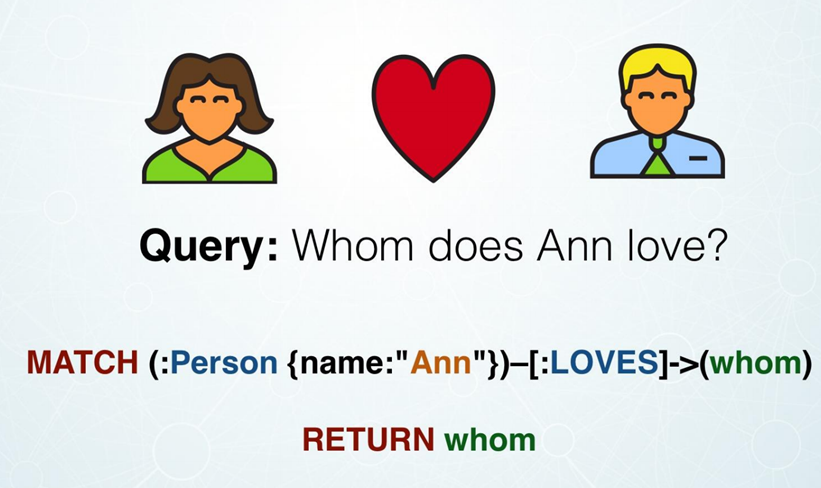 Query: Whom does Ann love?
MATCH (:Person {name:"Ann"})–[:LOVES]->(whom)
RETURN whom